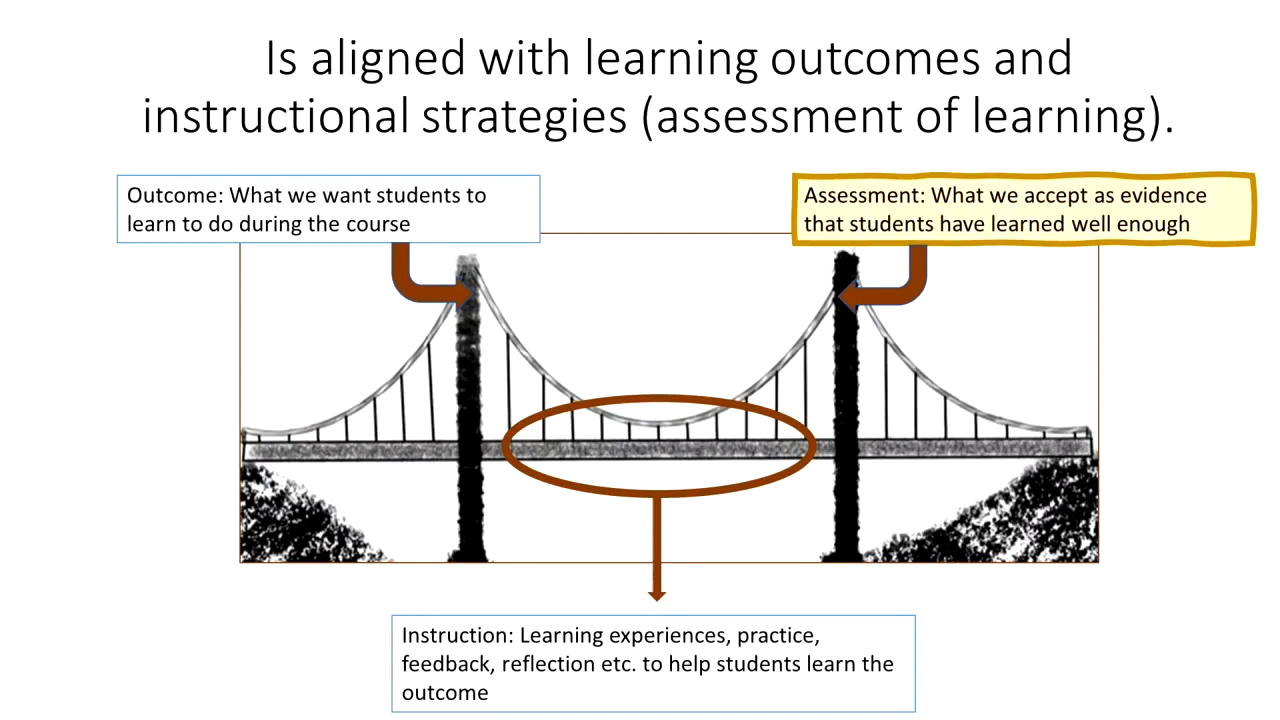 Is aligned with learning outcomes and
instructional strategies (assessment of learning).
Outcome: What we want students to
learn to do during the course
Assessment: What we accept as evidence
that students have learned well enough
Instruction: Learning experiences, practice,
feedback, reflection etc. to help students learn the
outcome